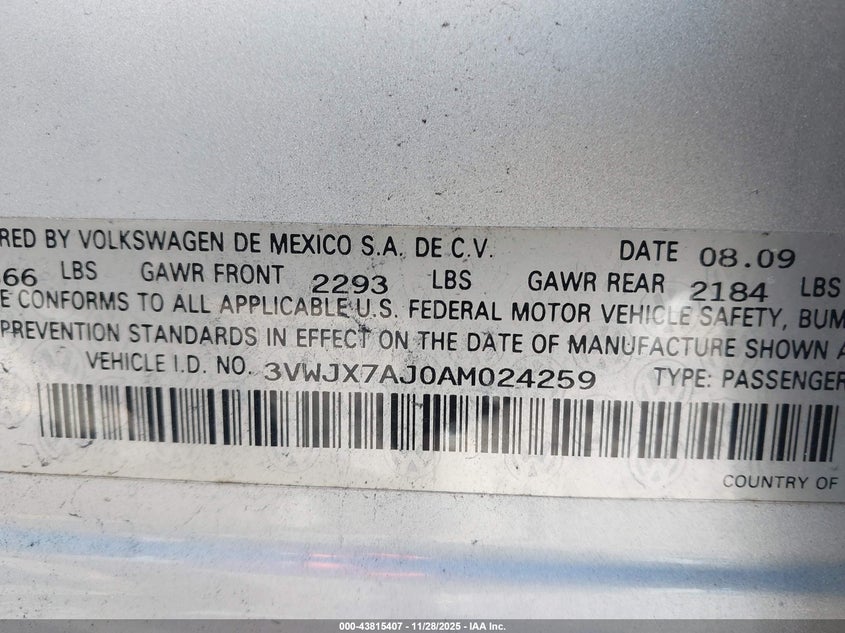 RED BY VOLKSWAGEN DE MEXICO S.A. DE C.V. DATE 08.09
66 LBS GAWR FRONT 2293 LBS GAWR REAR 2184 LBS
E CONFORMS TO ALL APPLICABLE U.S. FEDERAL MOTOR VEHICLE SAFETY, BUM
PREVENTION STANDARDS IN EFFECT ON THE DATE OF MANUFACTURE SHOWN A
VEHICLE I.D. NO. 3VWJX7AJ0AM024259 TYPE: PASSENGER
COUNTRY OF
000-43815407 | 11/28/2025 - IAA Inc.